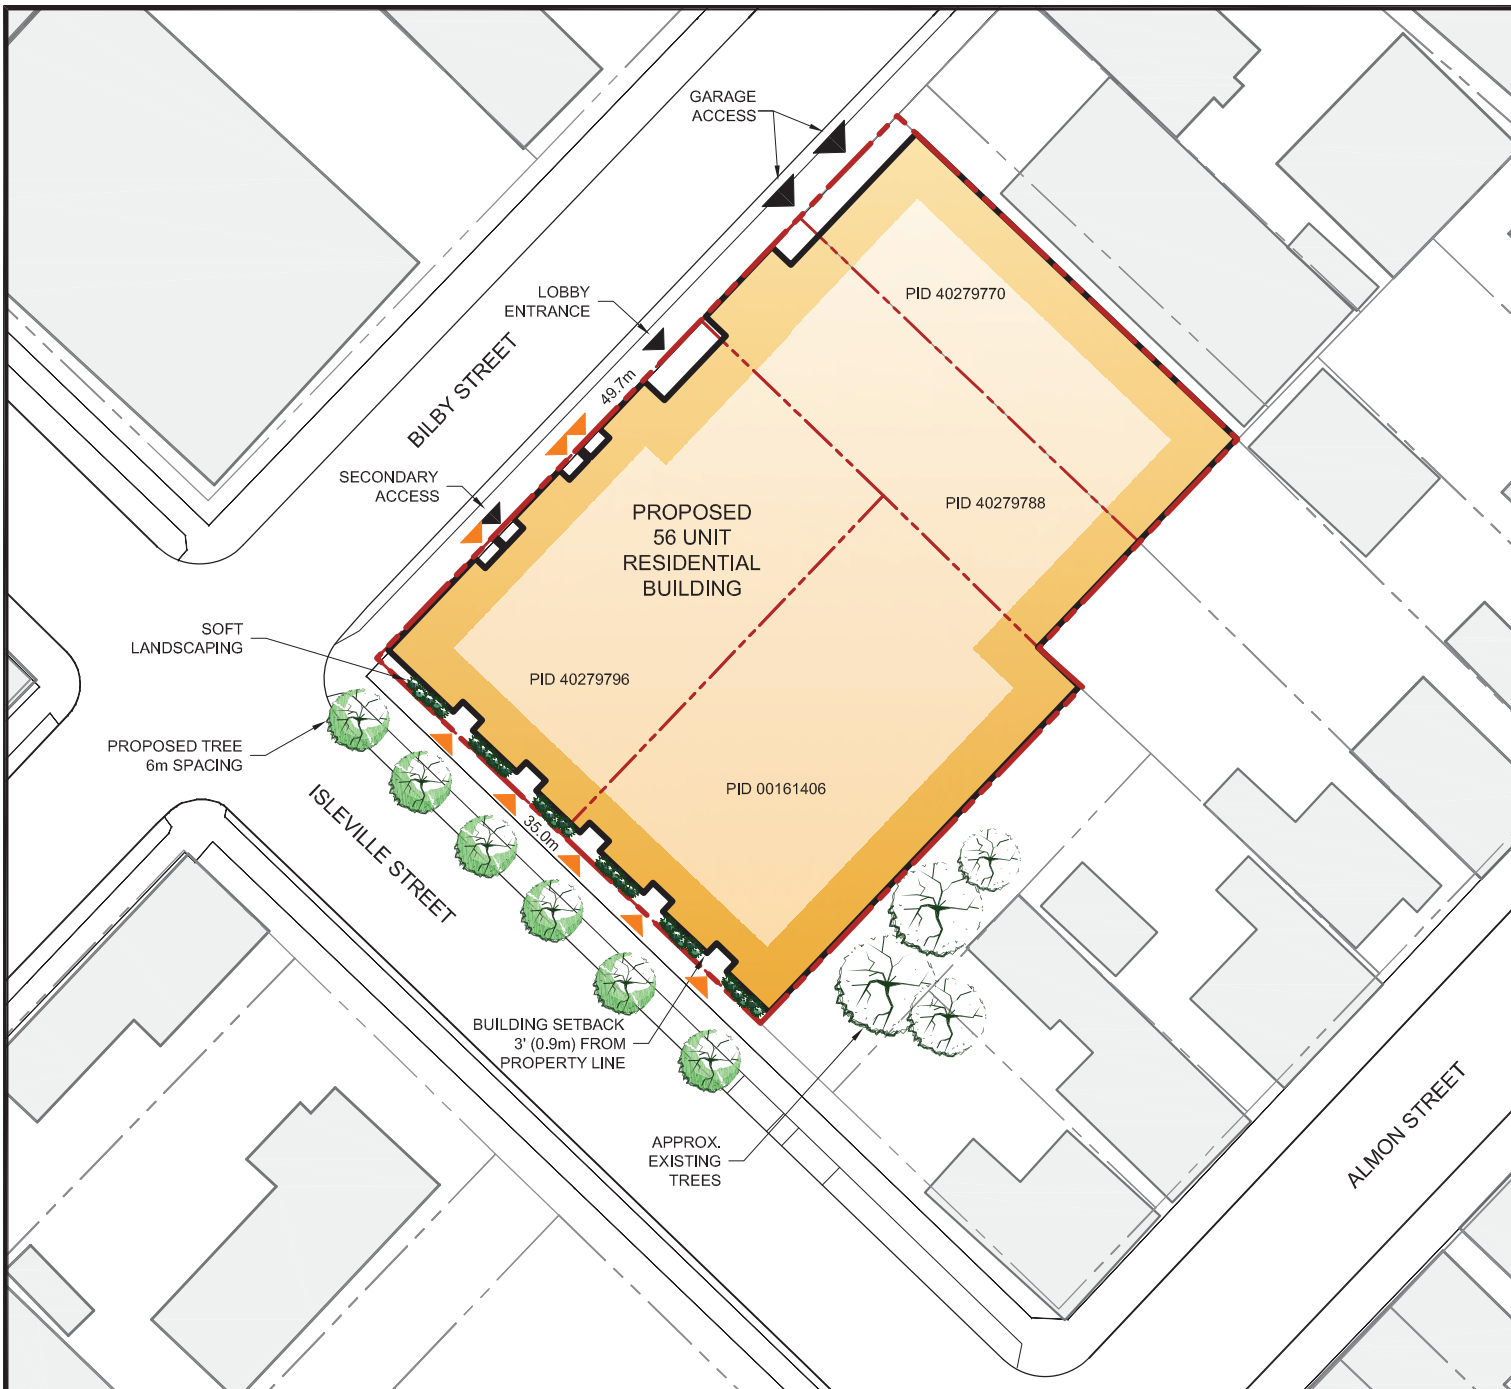 GARAGE
ACCESS
LOBBY
ENTRANCE
PID 40279770
49.7m
BILBY STREET
SECONDARY
ACCESS
PROPOSED
56 UNIT
RESIDENTIAL
BUILDING
PID 40279788
SOFT
LANDSCAPING
PID 40279796
PROPOSED TREE
6m SPACING
PID 00161406
ISLEVILLE STREET
35.0m
BUILDING SETBACK
3' (0.9m) FROM
PROPERTY LINE
APPROX.
EXISTING
TREES
ALMON STREET